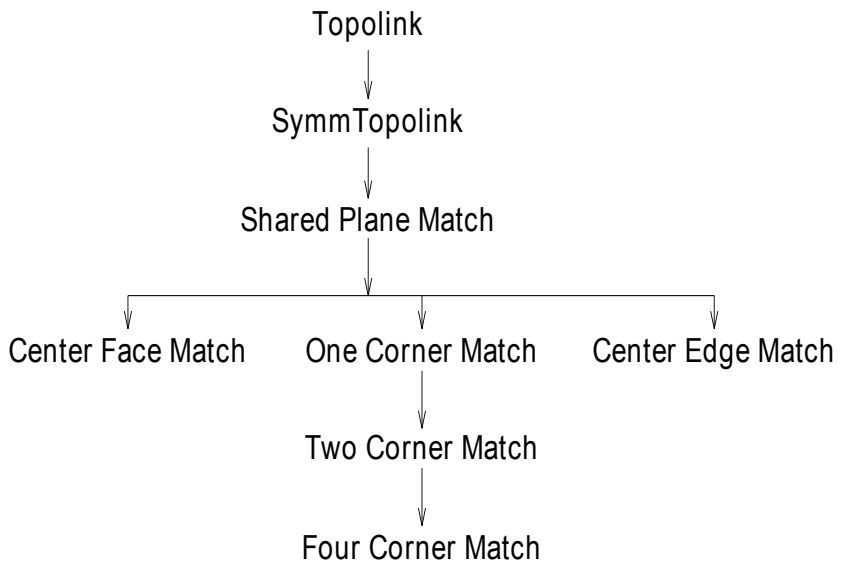 Topolink
SymmTopolink
Shared Plane Match
Center Face Match One Corner Match Center Edge Match
Two Corner Match
Four Corner Match